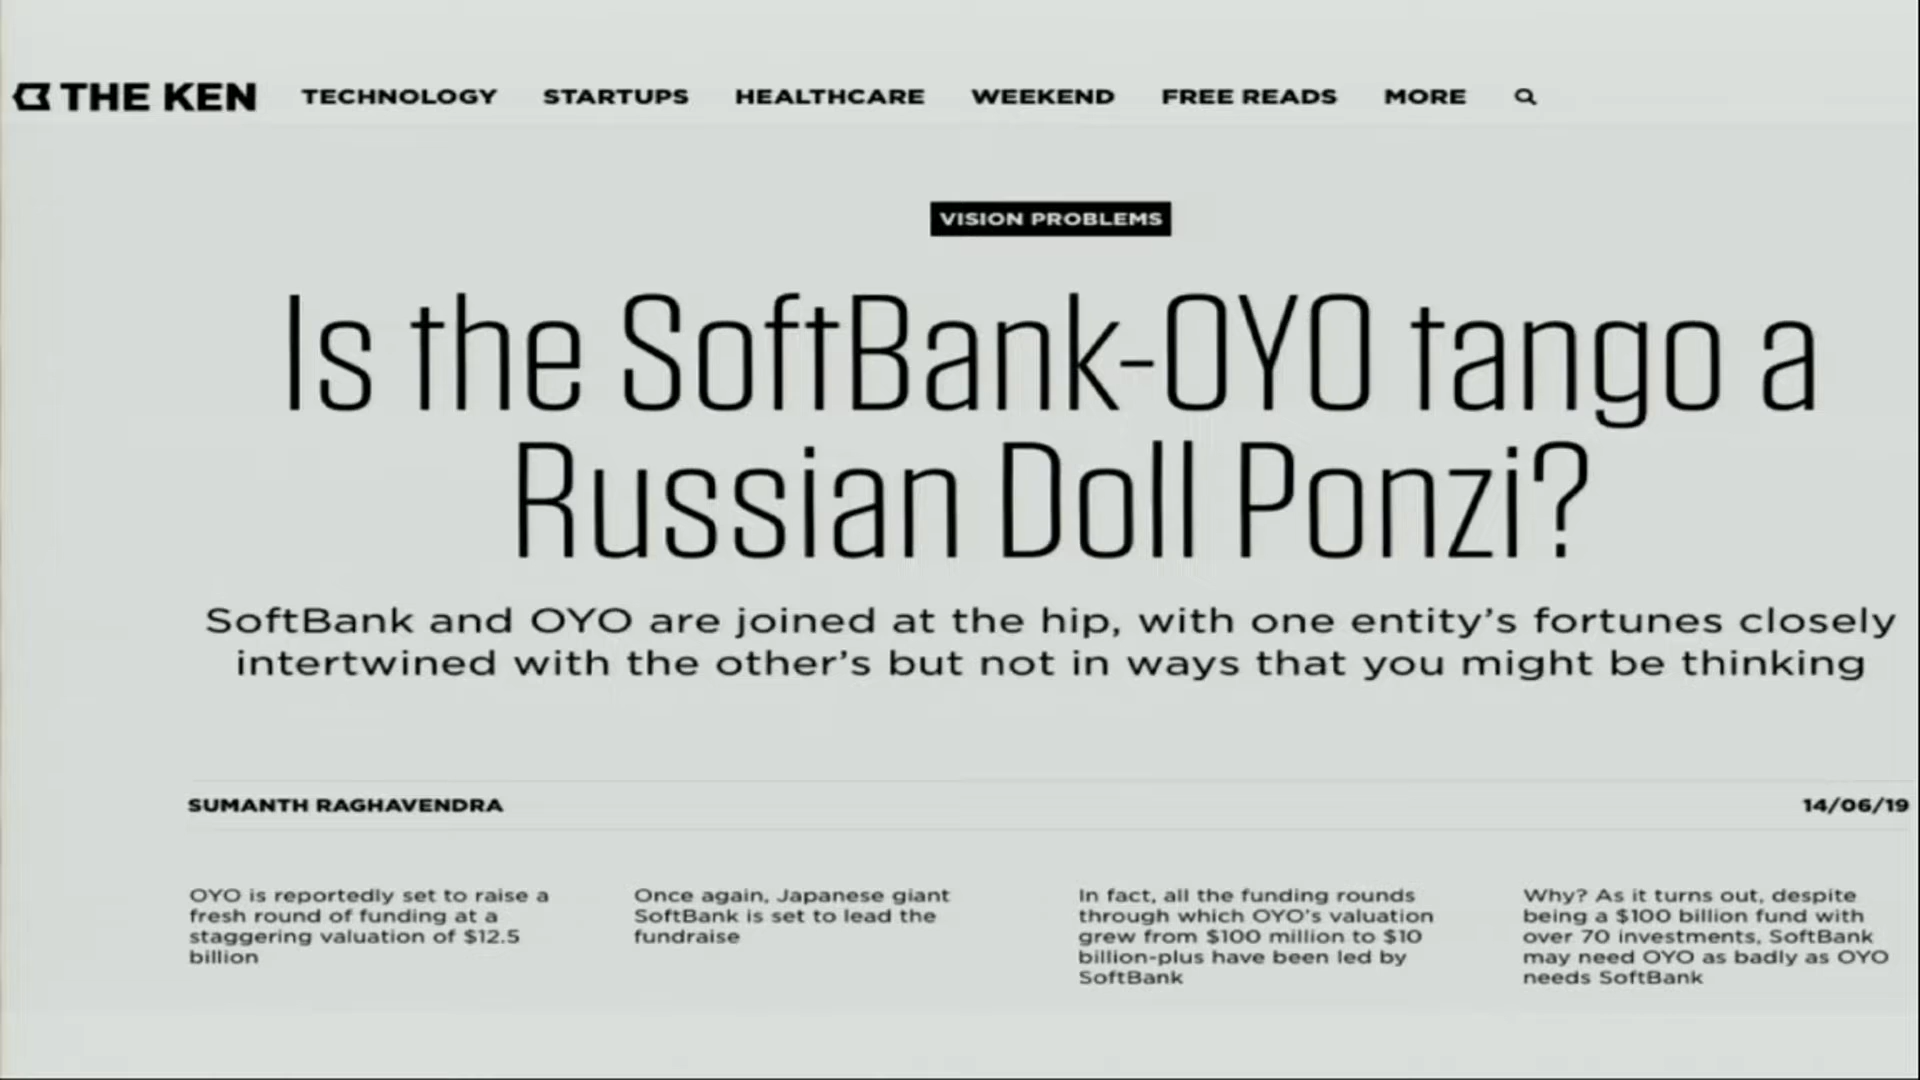 THE KEN TECHNOLOGY STARTUPS HEALTHCARE WEEKEND FREE READS MORE
VISION PROBLEMS
Is the SoftBank-OYO tango a
Russian Doll Ponzi?
SoftBank and OYO are joined at the hip, with one entity’s fortunes closely
intertwined with the other’s but not in ways that you might be thinking
SUMANTH RAGHAVENDRA 14/06/19
OYO is reportedly set to raise a
fresh round of funding at a
staggering valuation of $12.5
billion
Once again, Japanese giant
SoftBank is set to lead the
fundraise
In fact, all the funding rounds
through which OYO’s valuation
grew from $100 million to $10
billion-plus have been led by
SoftBank
Why? As it turns out, despite
being a $100 billion fund with
over 70 investments, SoftBank
may need OYO as badly as OYO
needs SoftBank